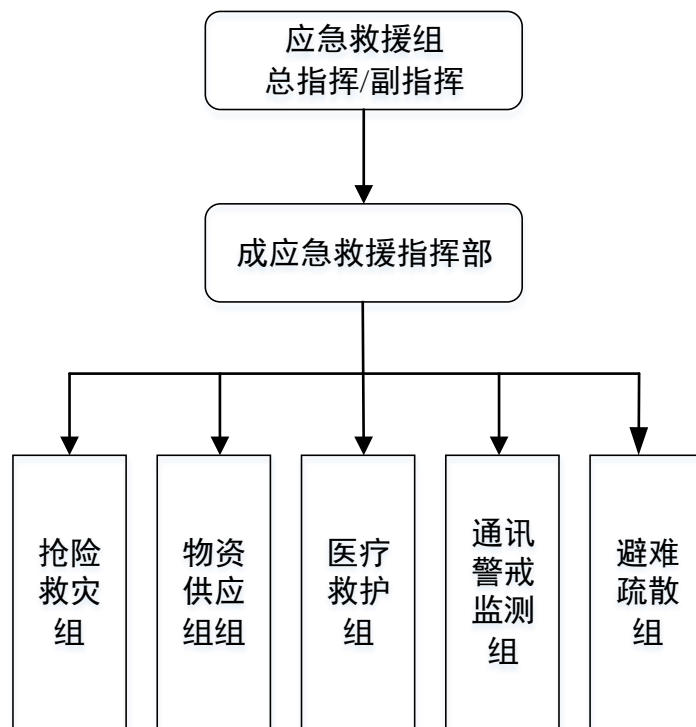 应急救援组
总指挥/副指挥
成应急救援指挥部
抢险
救灾
组
物资
供应
组组
医疗
救护
组
通讯
警戒
监测
组
避难
疏散
组